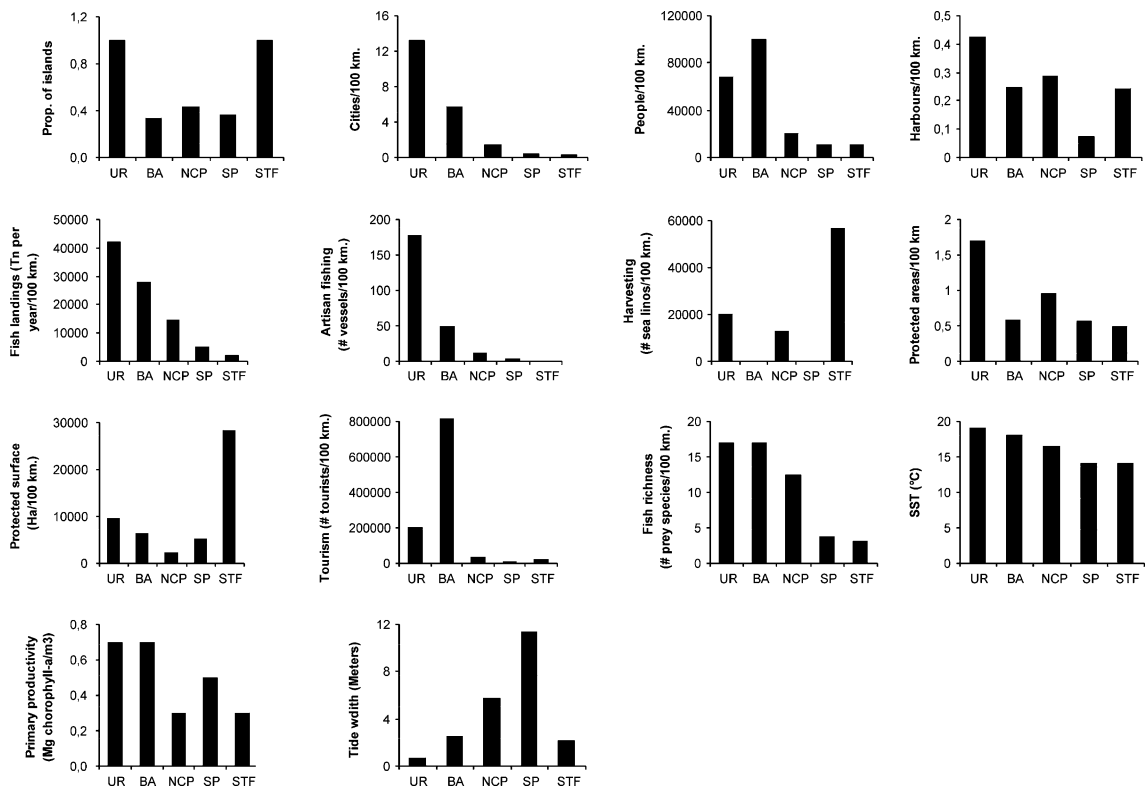 Prop. of islands
1,2
0,8
0,4
0,0
UR BA NCP SP STF
Cities/100 km.
16
12
8
4
0
UR BA NCP SP STF
People/100 km.
120000
100000
80000
60000
40000
20000
0
UR BA NCP SP STF
Harbours/100 km.
0,5
0,4
0,3
0,2
0,1
0
UR BA NCP SP STF
Fish landings (Tn per
year/100 km.)
50000
40000
30000
20000
10000
0
UR BA NCP SP STF
Artisan fishing
(# vessels/100 km.)
200
150
100
50
0
UR BA NCP SP STF
Harvesting
(# sea linos/100 km.)
60000
40000
20000
0
UR BA NCP SP STF
Protected areas/100 km
2
1,5
1
0,5
0
UR BA NCP SP STF
Protected surface
(Ha/100 km.)
30000
20000
10000
0
UR BA NCP SP STF
Tourism (# tourists/100 km.)
800000
600000
400000
200000
0
UR BA NCP SP STF
Fish richness
(# prey species/100 km.)
20
15
10
5
0
UR BA NCP SP STF
SST (°C)
20
15
10
5
0
UR BA NCP SP STF
Primary productivity
(Mg chorophyll-a/m3)
0,8
0,6
0,4
0,2
0,0
UR BA NCP SP STF
Tide wdith (Meters)
12
8
4
0
UR BA NCP SP STF